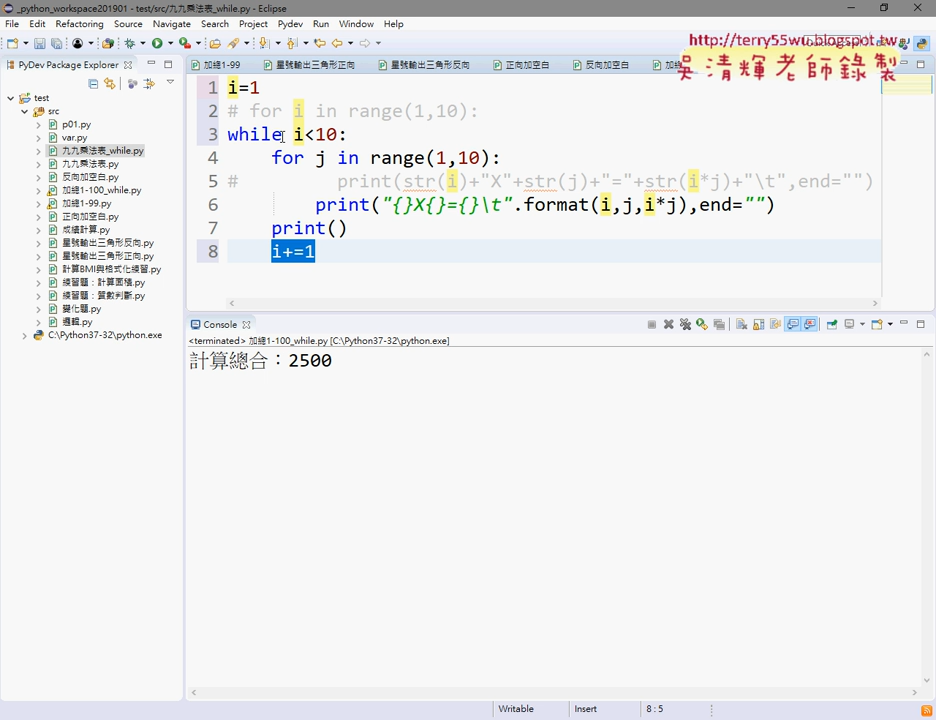 _python_workspace201901 - test/src/九九乘法表_while.py - Eclipse
File Edit Refactoring Source Navigate Search Project Pydev Run Window Help
http://terry55wu.blogspot.tw
吳清輝老師錄製
PyDev Package Explorer
加總1-99 星號輸出三角形正向 星號輸出三角形反向 正向加空白 反向加空白
test
src
p01.py
var.py
九九乘法表_while.py
九九乘法表.py
反向加空白.py
加總1-100_while.py
加總1-99.py
正向加空白.py
成績計算.py
星號輸出三角形反向.py
星號輸出三角形正向.py
計算BMI與格式化練習.py
練習題：計算面積.py
練習題：質數判斷.py
變化題.py
邏輯.py
C:\Python37-32\python.exe
1 i=1
2 # for i in range(1,10):
3 while i<10:
4 for j in range(1,10):
5 # print(str(i)+"X"+str(j)+"="+str(i*j)+"\t",end="")
6 print("{}X{}={}\t".format(i,j,i*j),end="")
7 print()
8 i+=1
Console
<terminated> 加總1-100_while.py [C:\Python37-32\python.exe]
計算總合：2500
Writable Insert 8 : 5